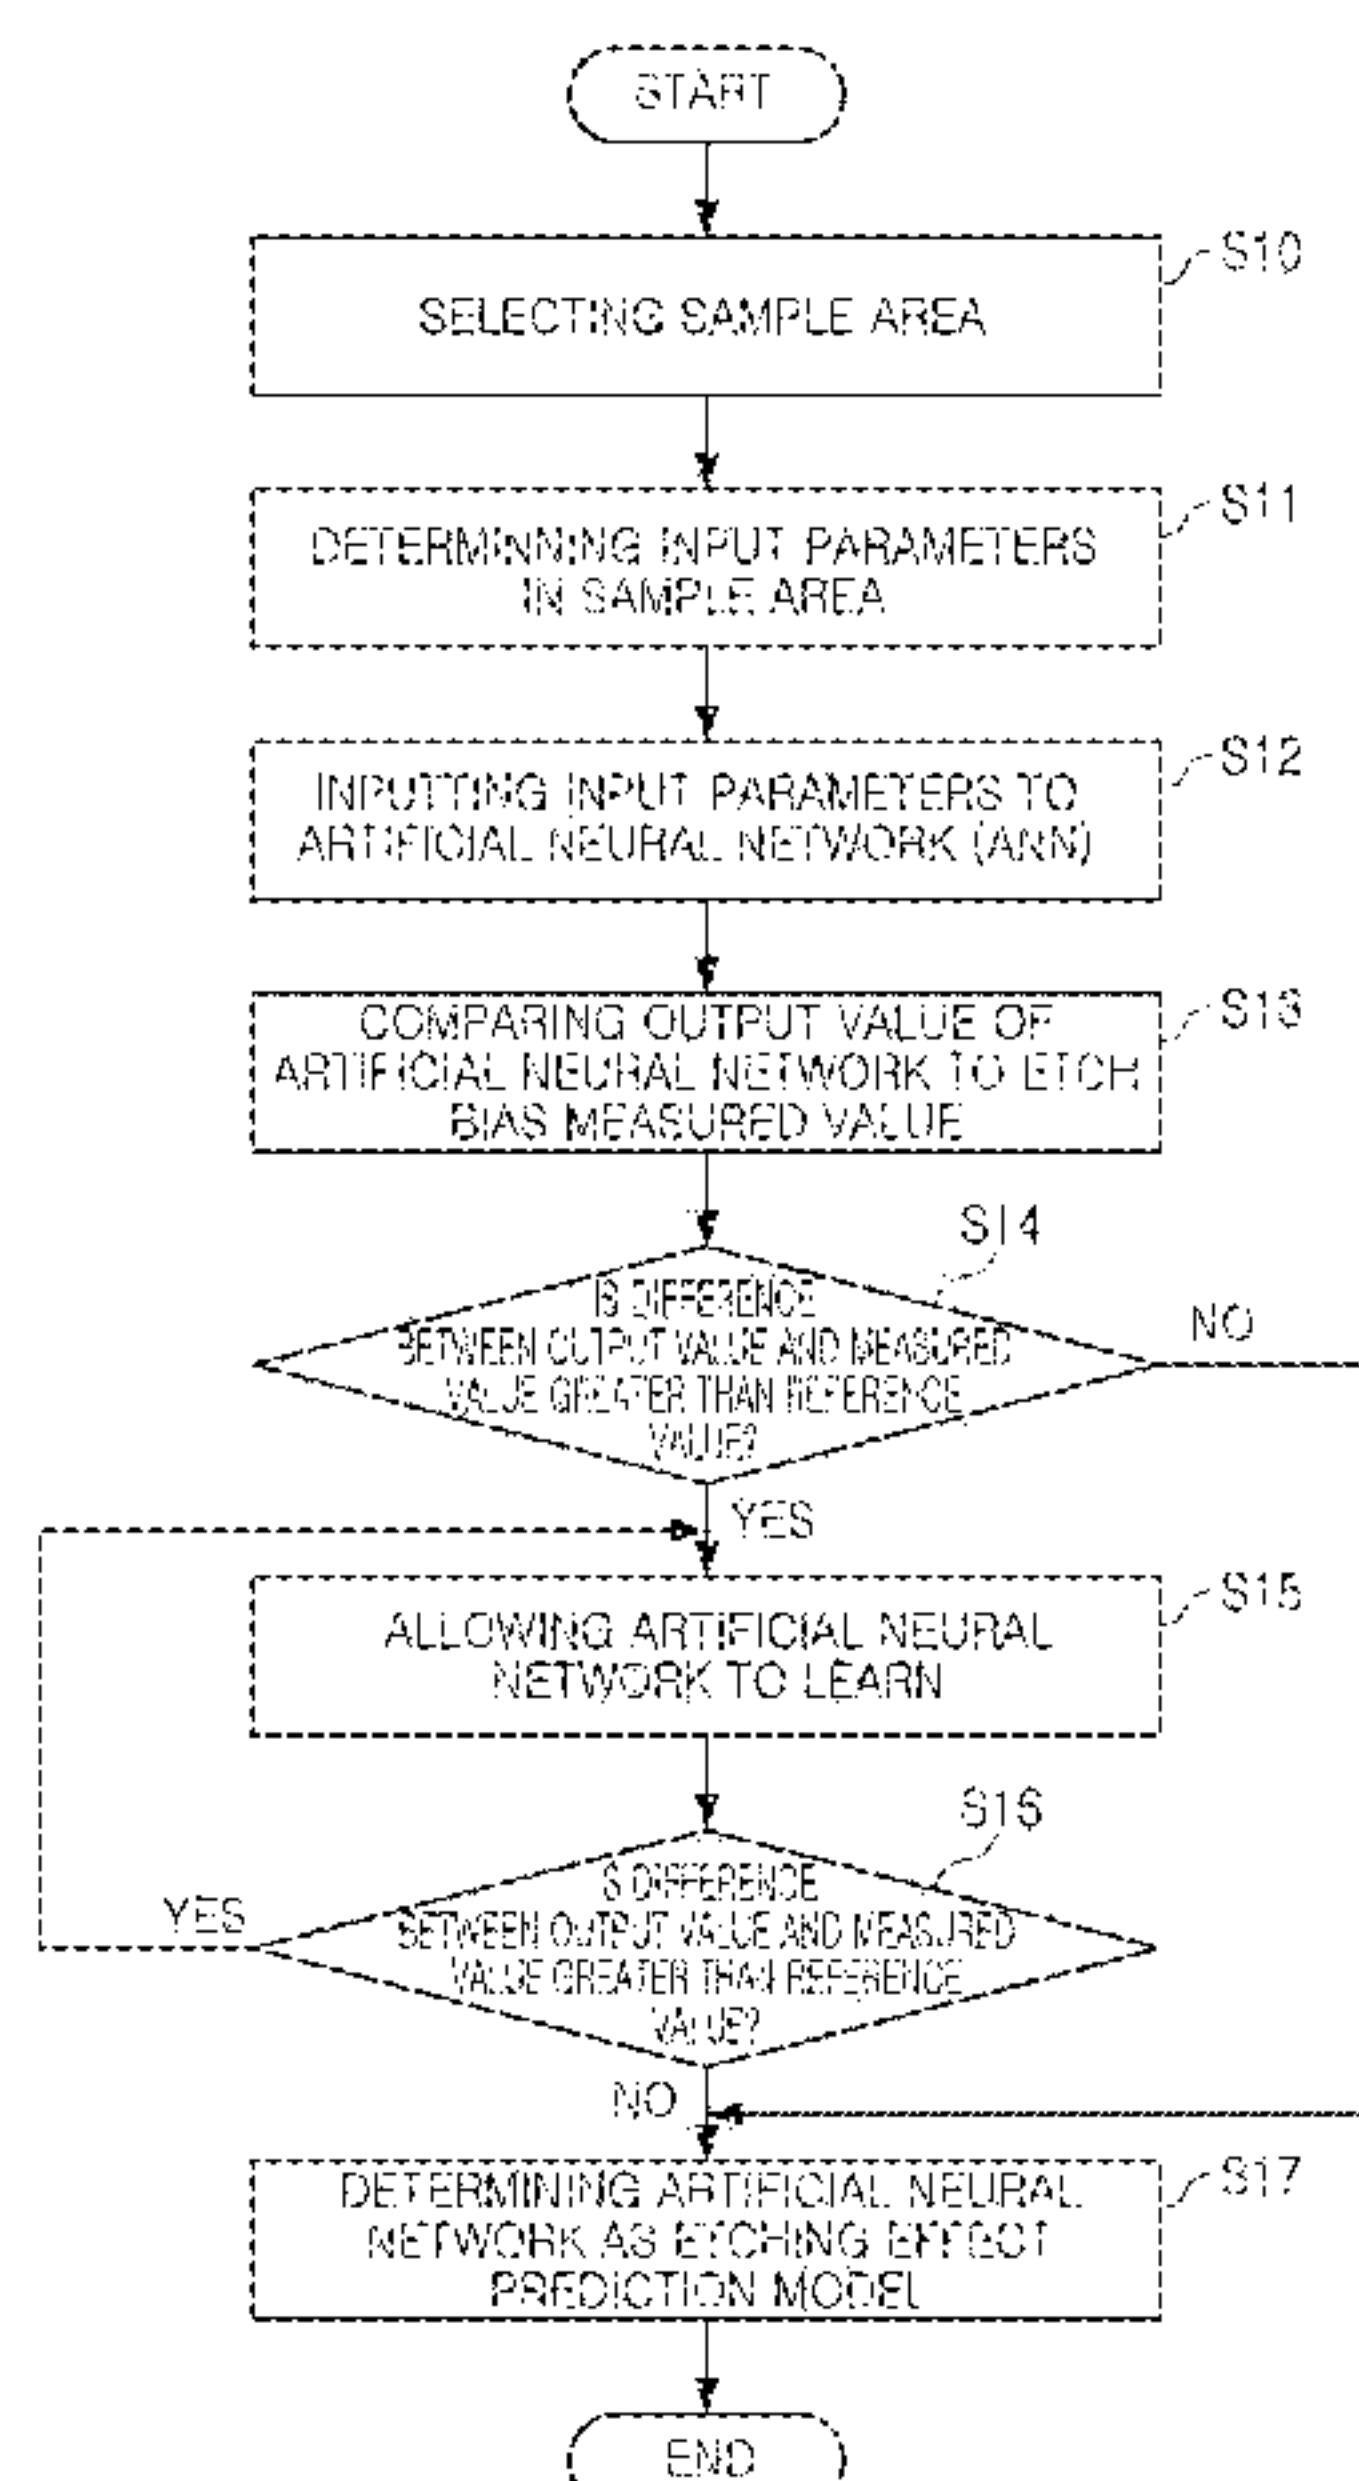 START
S10
SELECTING SAMPLE AREA
S11
DETERMINNING INPUT PARAMETERS
IN SAMPLE AREA
S12
INPUTTING INPUT PARAMETERS TO
ARTIFICIAL NEURAL NETWORK (ANN)
S13
COMPARING OUTPUT VALUE OF
ARTIFICIAL NEURAL NETWORK TO ETCH
BIAS MEASURED VALUE
S14
IS DIFFERENCE
BETWEEN OUTPUT VALUE AND MEASURED
VALUE GREATER THAN REFERENCE
VALUE?
NO
YES
S15
ALLOWING ARTIFICIAL NEURAL
NETWORK TO LEARN
S16
IS DIFFERENCE
BETWEEN OUTPUT VALUE AND MEASURED
VALUE GREATER THAN REFERENCE
VALUE?
YES
NO
S17
DETERMINING ARTIFICIAL NEURAL
NETWORK AS ETCHING EFFECT
PREDICTION MODEL
END